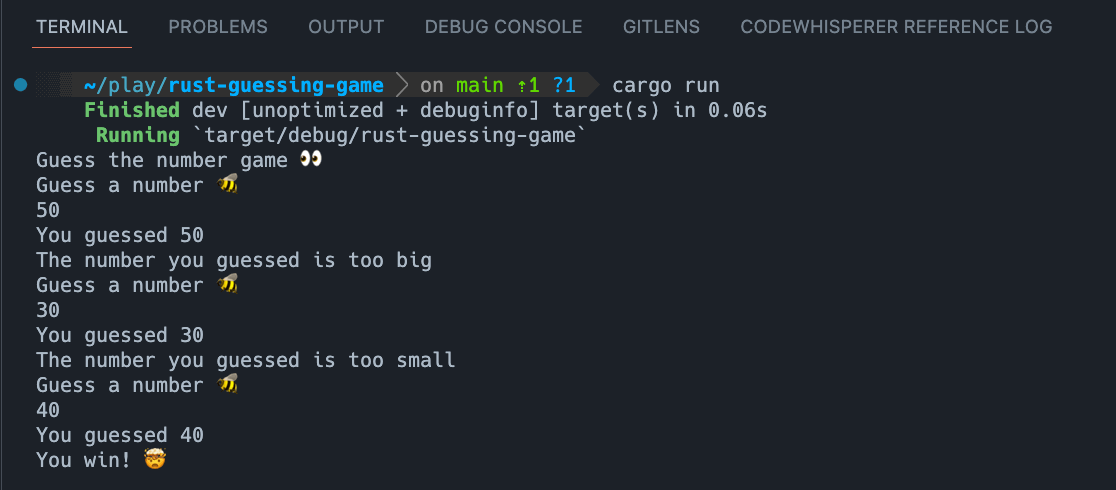 TERMINAL PROBLEMS OUTPUT DEBUG CONSOLE GITLENS CODEWHISPERER REFERENCE LOG
~/play/rust-guessing-game on main ⇡1 ?1 cargo run
Finished dev [unoptimized + debuginfo] target(s) in 0.06s
Running `target/debug/rust-guessing-game`
Guess the number game 👀
Guess a number 🐝
50
You guessed 50
The number you guessed is too big
Guess a number 🐝
30
You guessed 30
The number you guessed is too small
Guess a number 🐝
40
You guessed 40
You win! 🤯